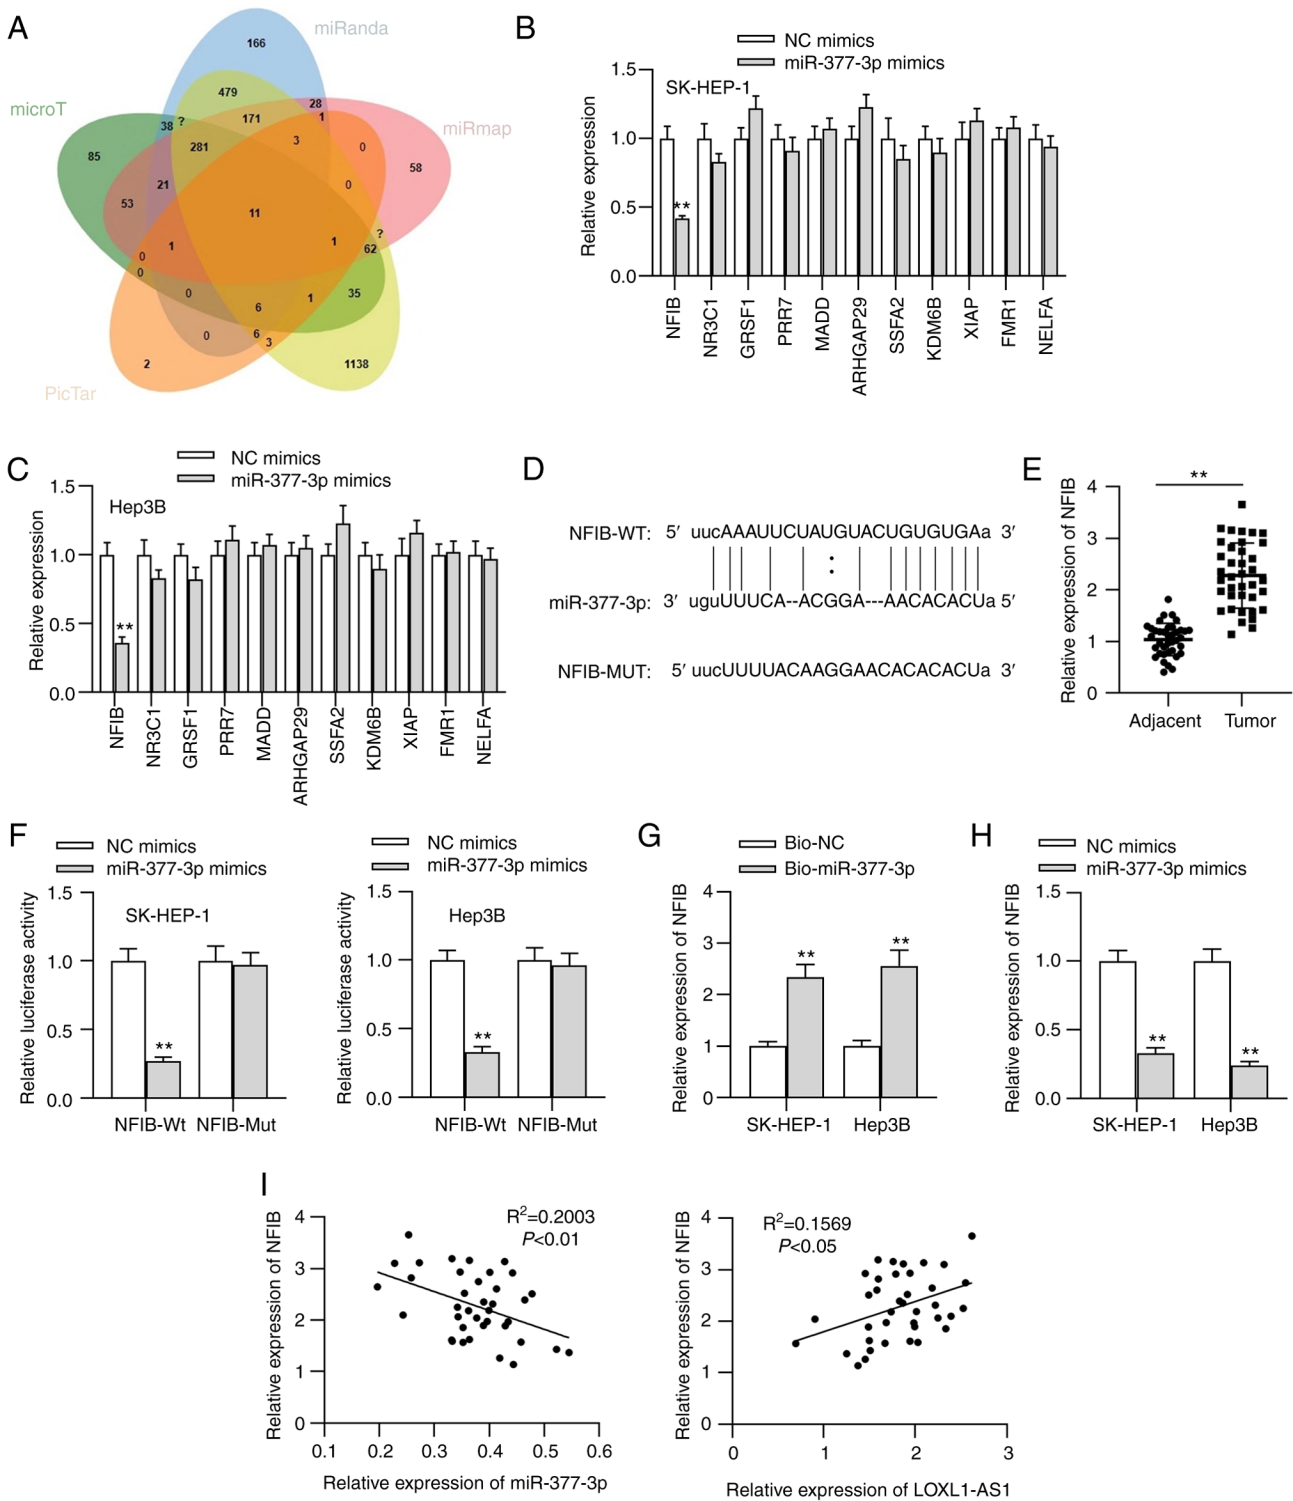 A
miRanda
microT
miRmap
PicTar
166
479
28
1
171
38
?
281
3
0
85
58
21
0
53
11
?
1
1
62
0
0
0
6
1
35
0
6
3
2
1138
B
NC mimics
miR-377-3p mimics
SK-HEP-1
Relative expression
1.5
1.0
0.5
0.0
**
NFIB
NR3C1
GRSF1
PRR7
MADD
ARHGAP29
SSFA2
KDM6B
XIAP
FMR1
NELFA
C
NC mimics
miR-377-3p mimics
Hep3B
Relative expression
1.5
1.0
0.5
0.0
**
NFIB
NR3C1
GRSF1
PRR7
MADD
ARHGAP29
SSFA2
KDM6B
XIAP
FMR1
NELFA
D
NFIB-WT: 5′ uucAAAUUCUAUGUACUGUGUGAa 3′
miR-377-3p: 3′ uguUUUCA--ACGGA---AACACACUa 5′
NFIB-MUT: 5′ uucUUUUACAAGGAACACACACUa 3′
E
Relative expression of NFIB
4
3
2
1
0
**
Adjacent
Tumor
F
NC mimics
miR-377-3p mimics
SK-HEP-1
Relative luciferase activity
1.5
1.0
0.5
0.0
**
NFIB-Wt NFIB-Mut
NC mimics
miR-377-3p mimics
Hep3B
Relative luciferase activity
1.5
1.0
0.5
0.0
**
NFIB-Wt NFIB-Mut
G
Bio-NC
Bio-miR-377-3p
Relative expression of NFIB
4
3
2
1
0
**
**
SK-HEP-1 Hep3B
H
NC mimics
miR-377-3p mimics
Relative expression of NFIB
1.5
1.0
0.5
0.0
**
**
SK-HEP-1 Hep3B
I
Relative expression of NFIB
4
3
2
1
0
R²=0.2003
P<0.01
0.1 0.2 0.3 0.4 0.5 0.6
Relative expression of miR-377-3p
Relative expression of NFIB
4
3
2
1
0
R²=0.1569
P<0.05
0 1 2 3
Relative expression of LOXL1-AS1